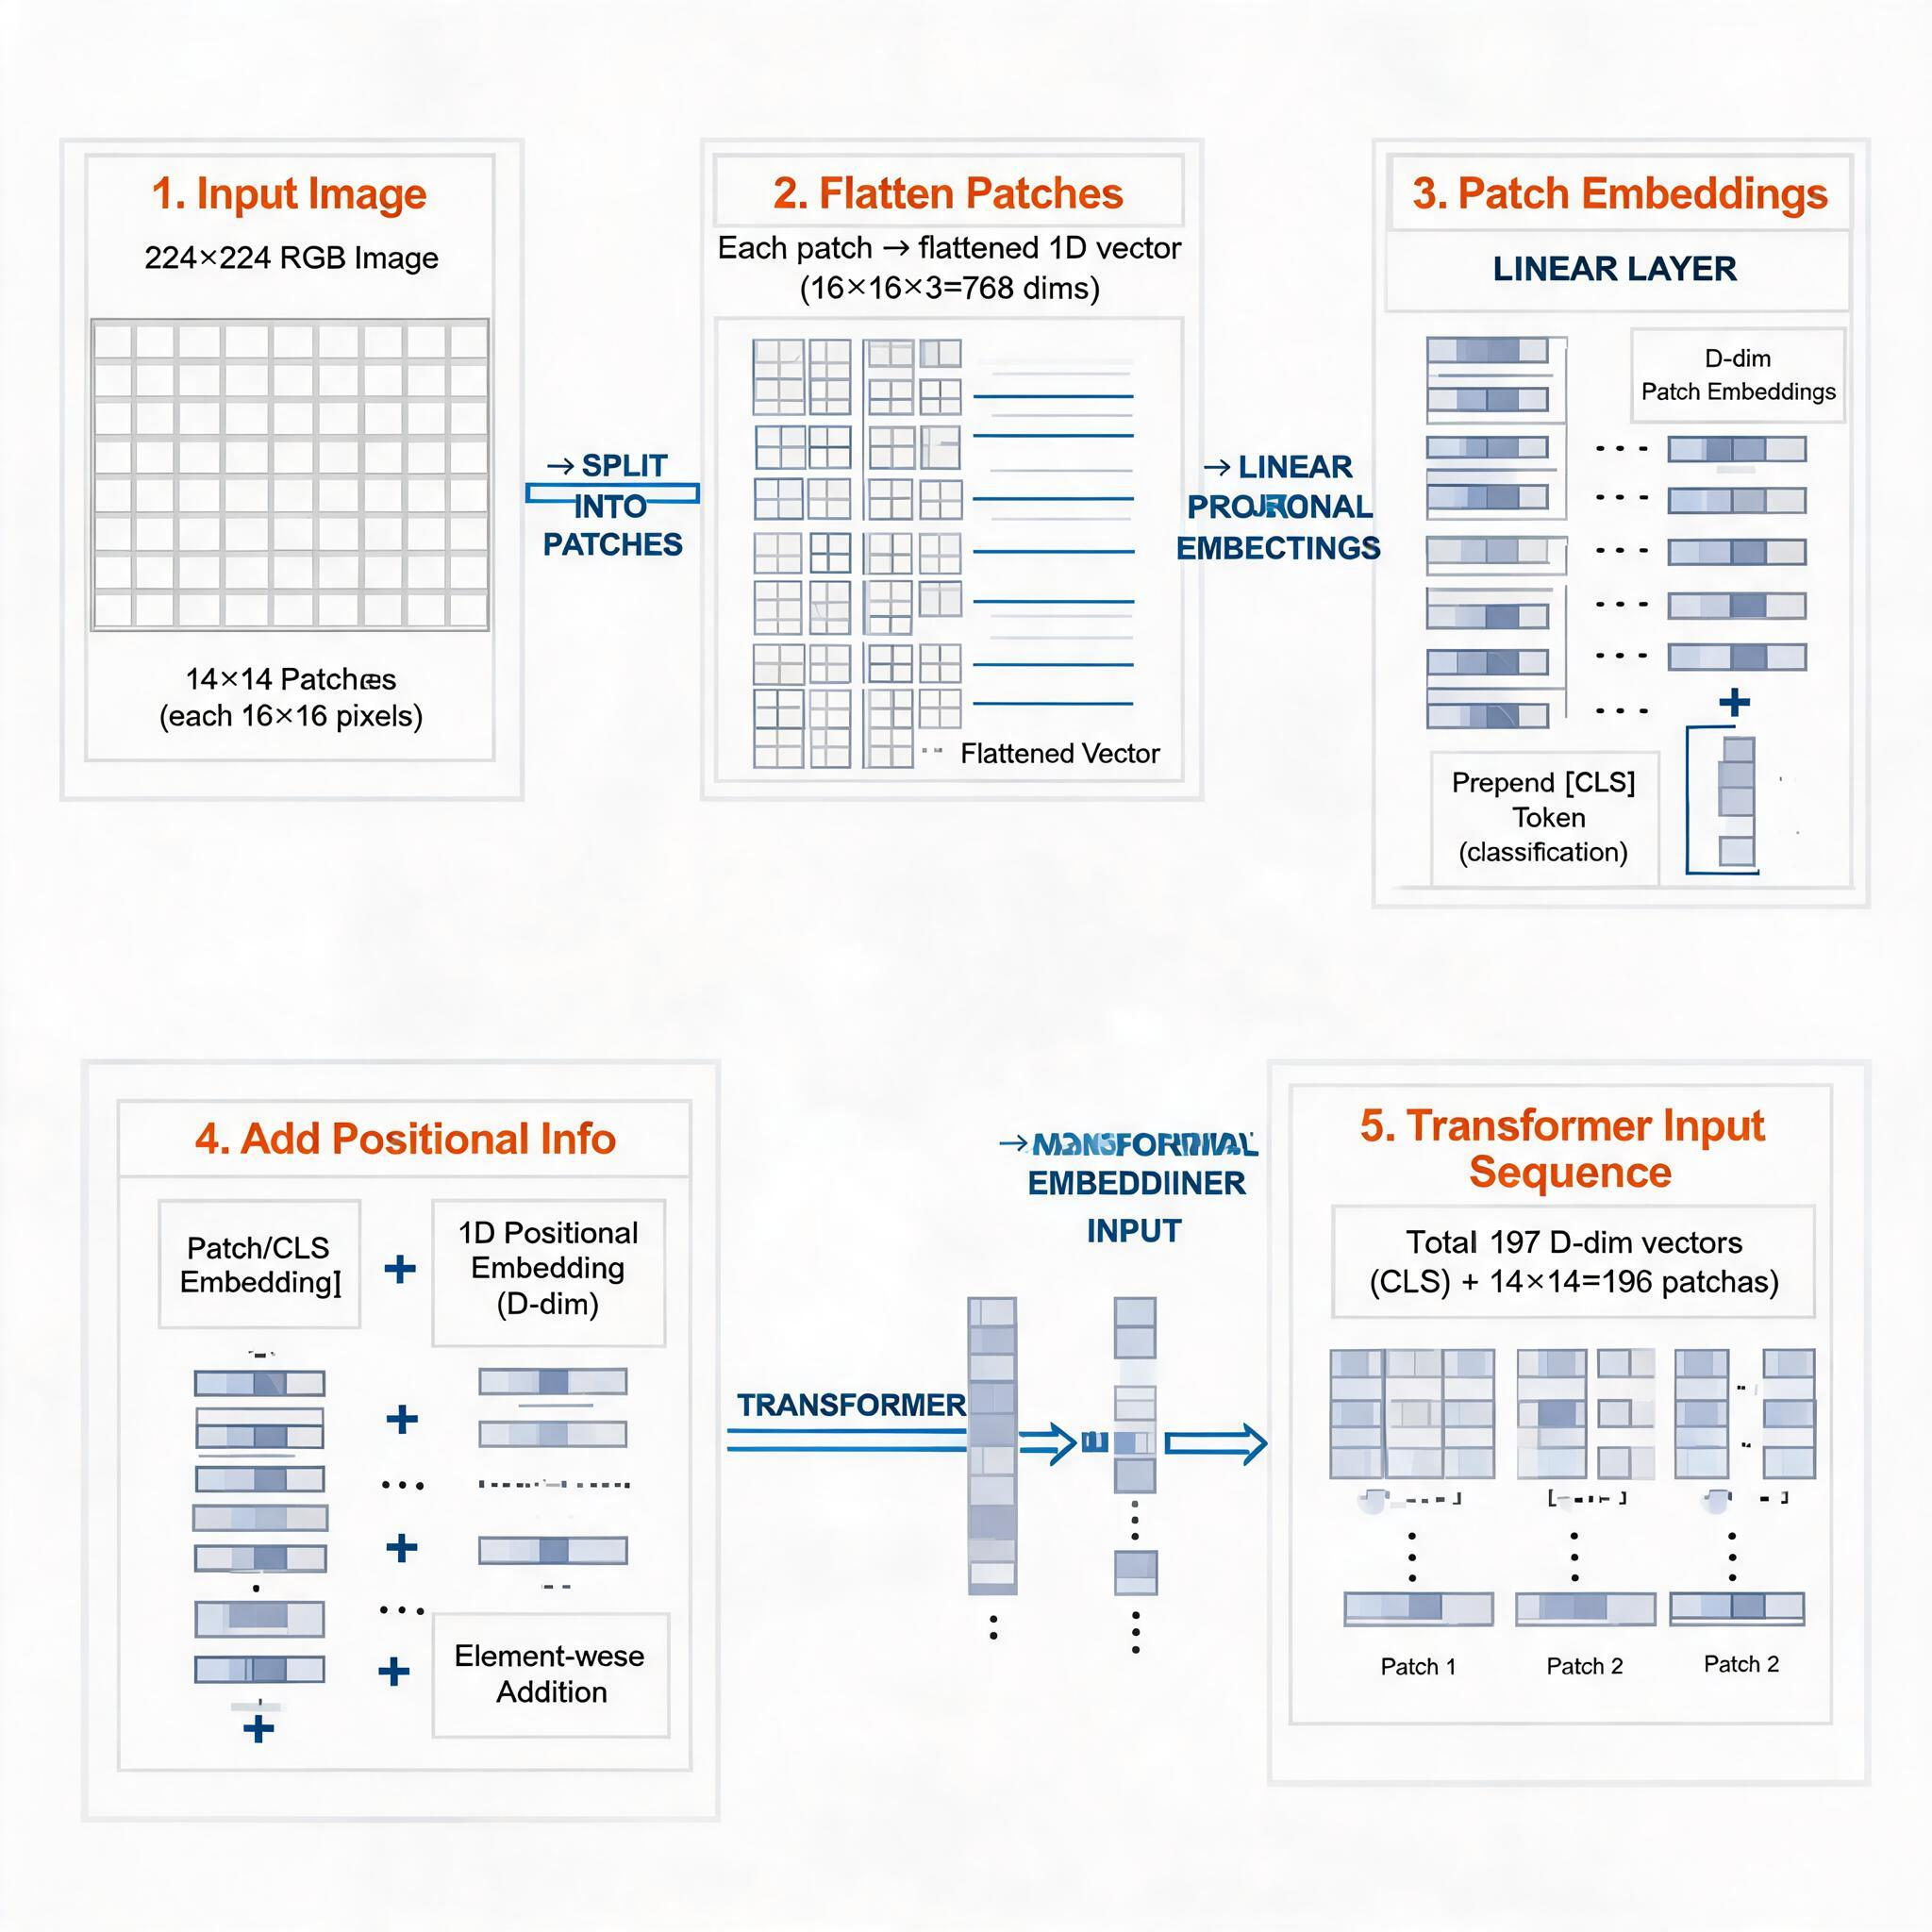 1. Input Image
224×224 RGB Image
14×14 Patches
(each 16×16 pixels)
→ SPLIT
INTO
PATCHES
2. Flatten Patches
Each patch → flattened 1D vector
(16×16×3=768 dims)
Flattened Vector
→ LINEAR
EMBECTINGS
3. Patch Embeddings
LINEAR LAYER
D-dim
Patch Embeddings
+
Prepend [CLS]
Token
(classification)
4. Add Positional Info
Patch/CLS
Embedding]
+
1D Positional
Embedding
(D-dim)
+
+
+
+
Element-wese
Addition
TRANSFORMER
→
EMBEDDIINER
INPUT
5. Transformer Input
Sequence
Total 197 D-dim vectors
(CLS) + 14×14=196 patchas)
Patch 1
Patch 2
Patch 2